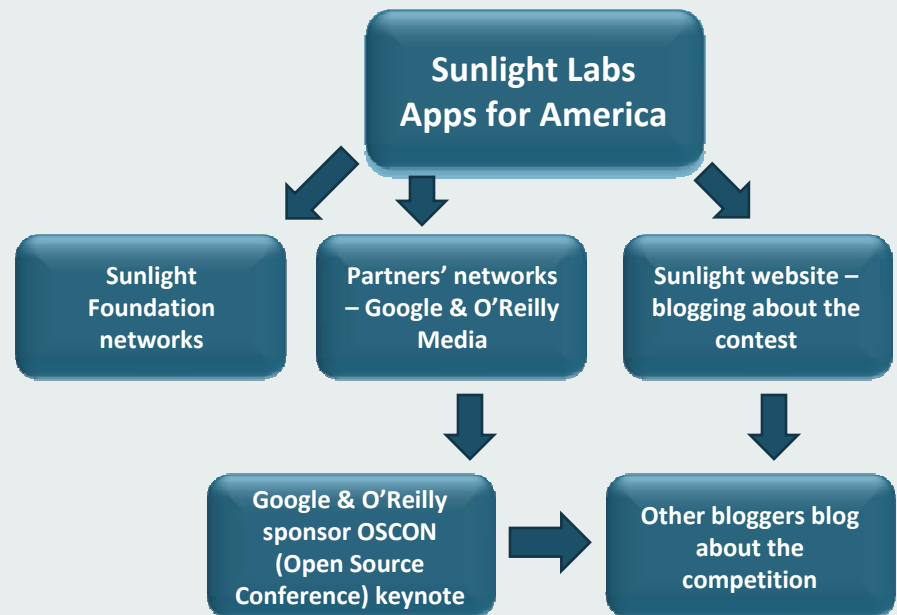 Sunlight Labs
Apps for America
Sunlight
Foundation
networks
Partners’ networks
– Google & O’Reilly
Media
Sunlight website –
blogging about the
contest
Google & O’Reilly
sponsor OSCON
(Open Source
Conference) keynote
Other bloggers blog
about the
competition